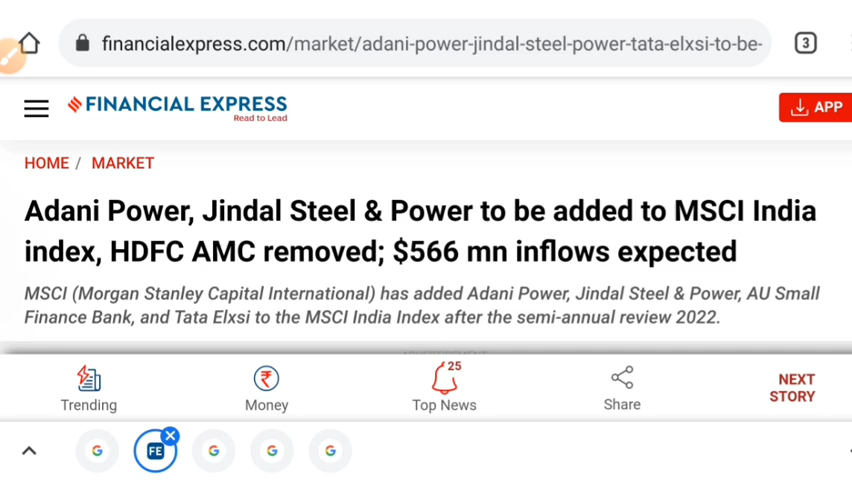 financialexpress.com/market/adani-power-jindal-steel-power-tata-elxsi-to-be-
3
FINANCIAL EXPRESS
Read to Lead
APP
HOME / MARKET
Adani Power, Jindal Steel & Power to be added to MSCI India
index, HDFC AMC removed; $566 mn inflows expected
MSCI (Morgan Stanley Capital International) has added Adani Power, Jindal Steel & Power, AU Small
Finance Bank, and Tata Elxsi to the MSCI India Index after the semi-annual review 2022.
25
Trending
Money
Top News
Share
NEXT
STORY
G
FE
G
G
G